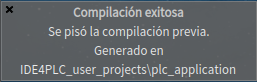 Compilación exitosa
Se pisó la compilación previa.
Generado en
IDE4PLC_user_projects\plc_application